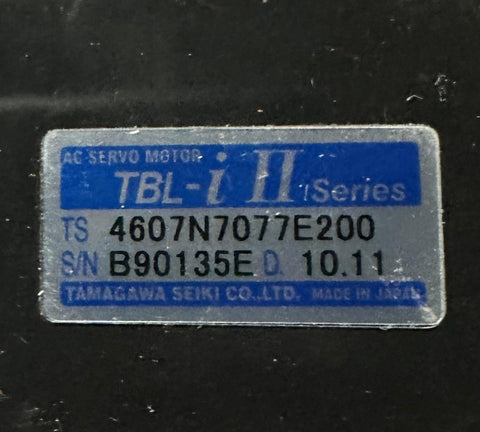 AC SERVO MOTOR
TBL-i II Series
TS 4607N7077E200
S/N B90135E D. 10.11
TAMAGAWA SEIKI CO.,LTD. MADE IN JAPAN